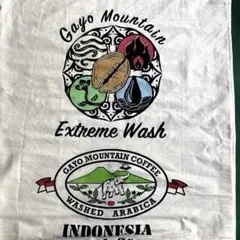 Gayo Mountain
Extreme Wash
GAYO MOUNTAIN COFFEE
WASHED ARABICA
INDONESIA